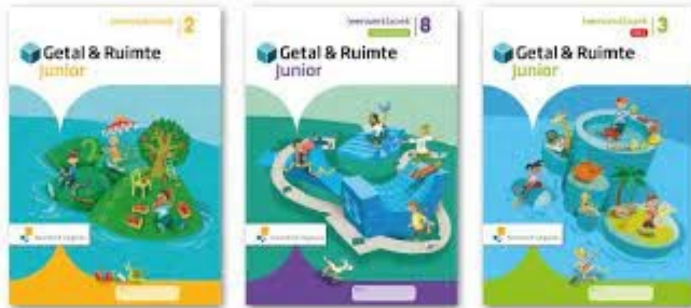 leerwerkboek 2
Getal & Ruimte
junior
leerwerkboek 8
Getal & Ruimte
junior
leerwerkboek 3
Getal & Ruimte
junior